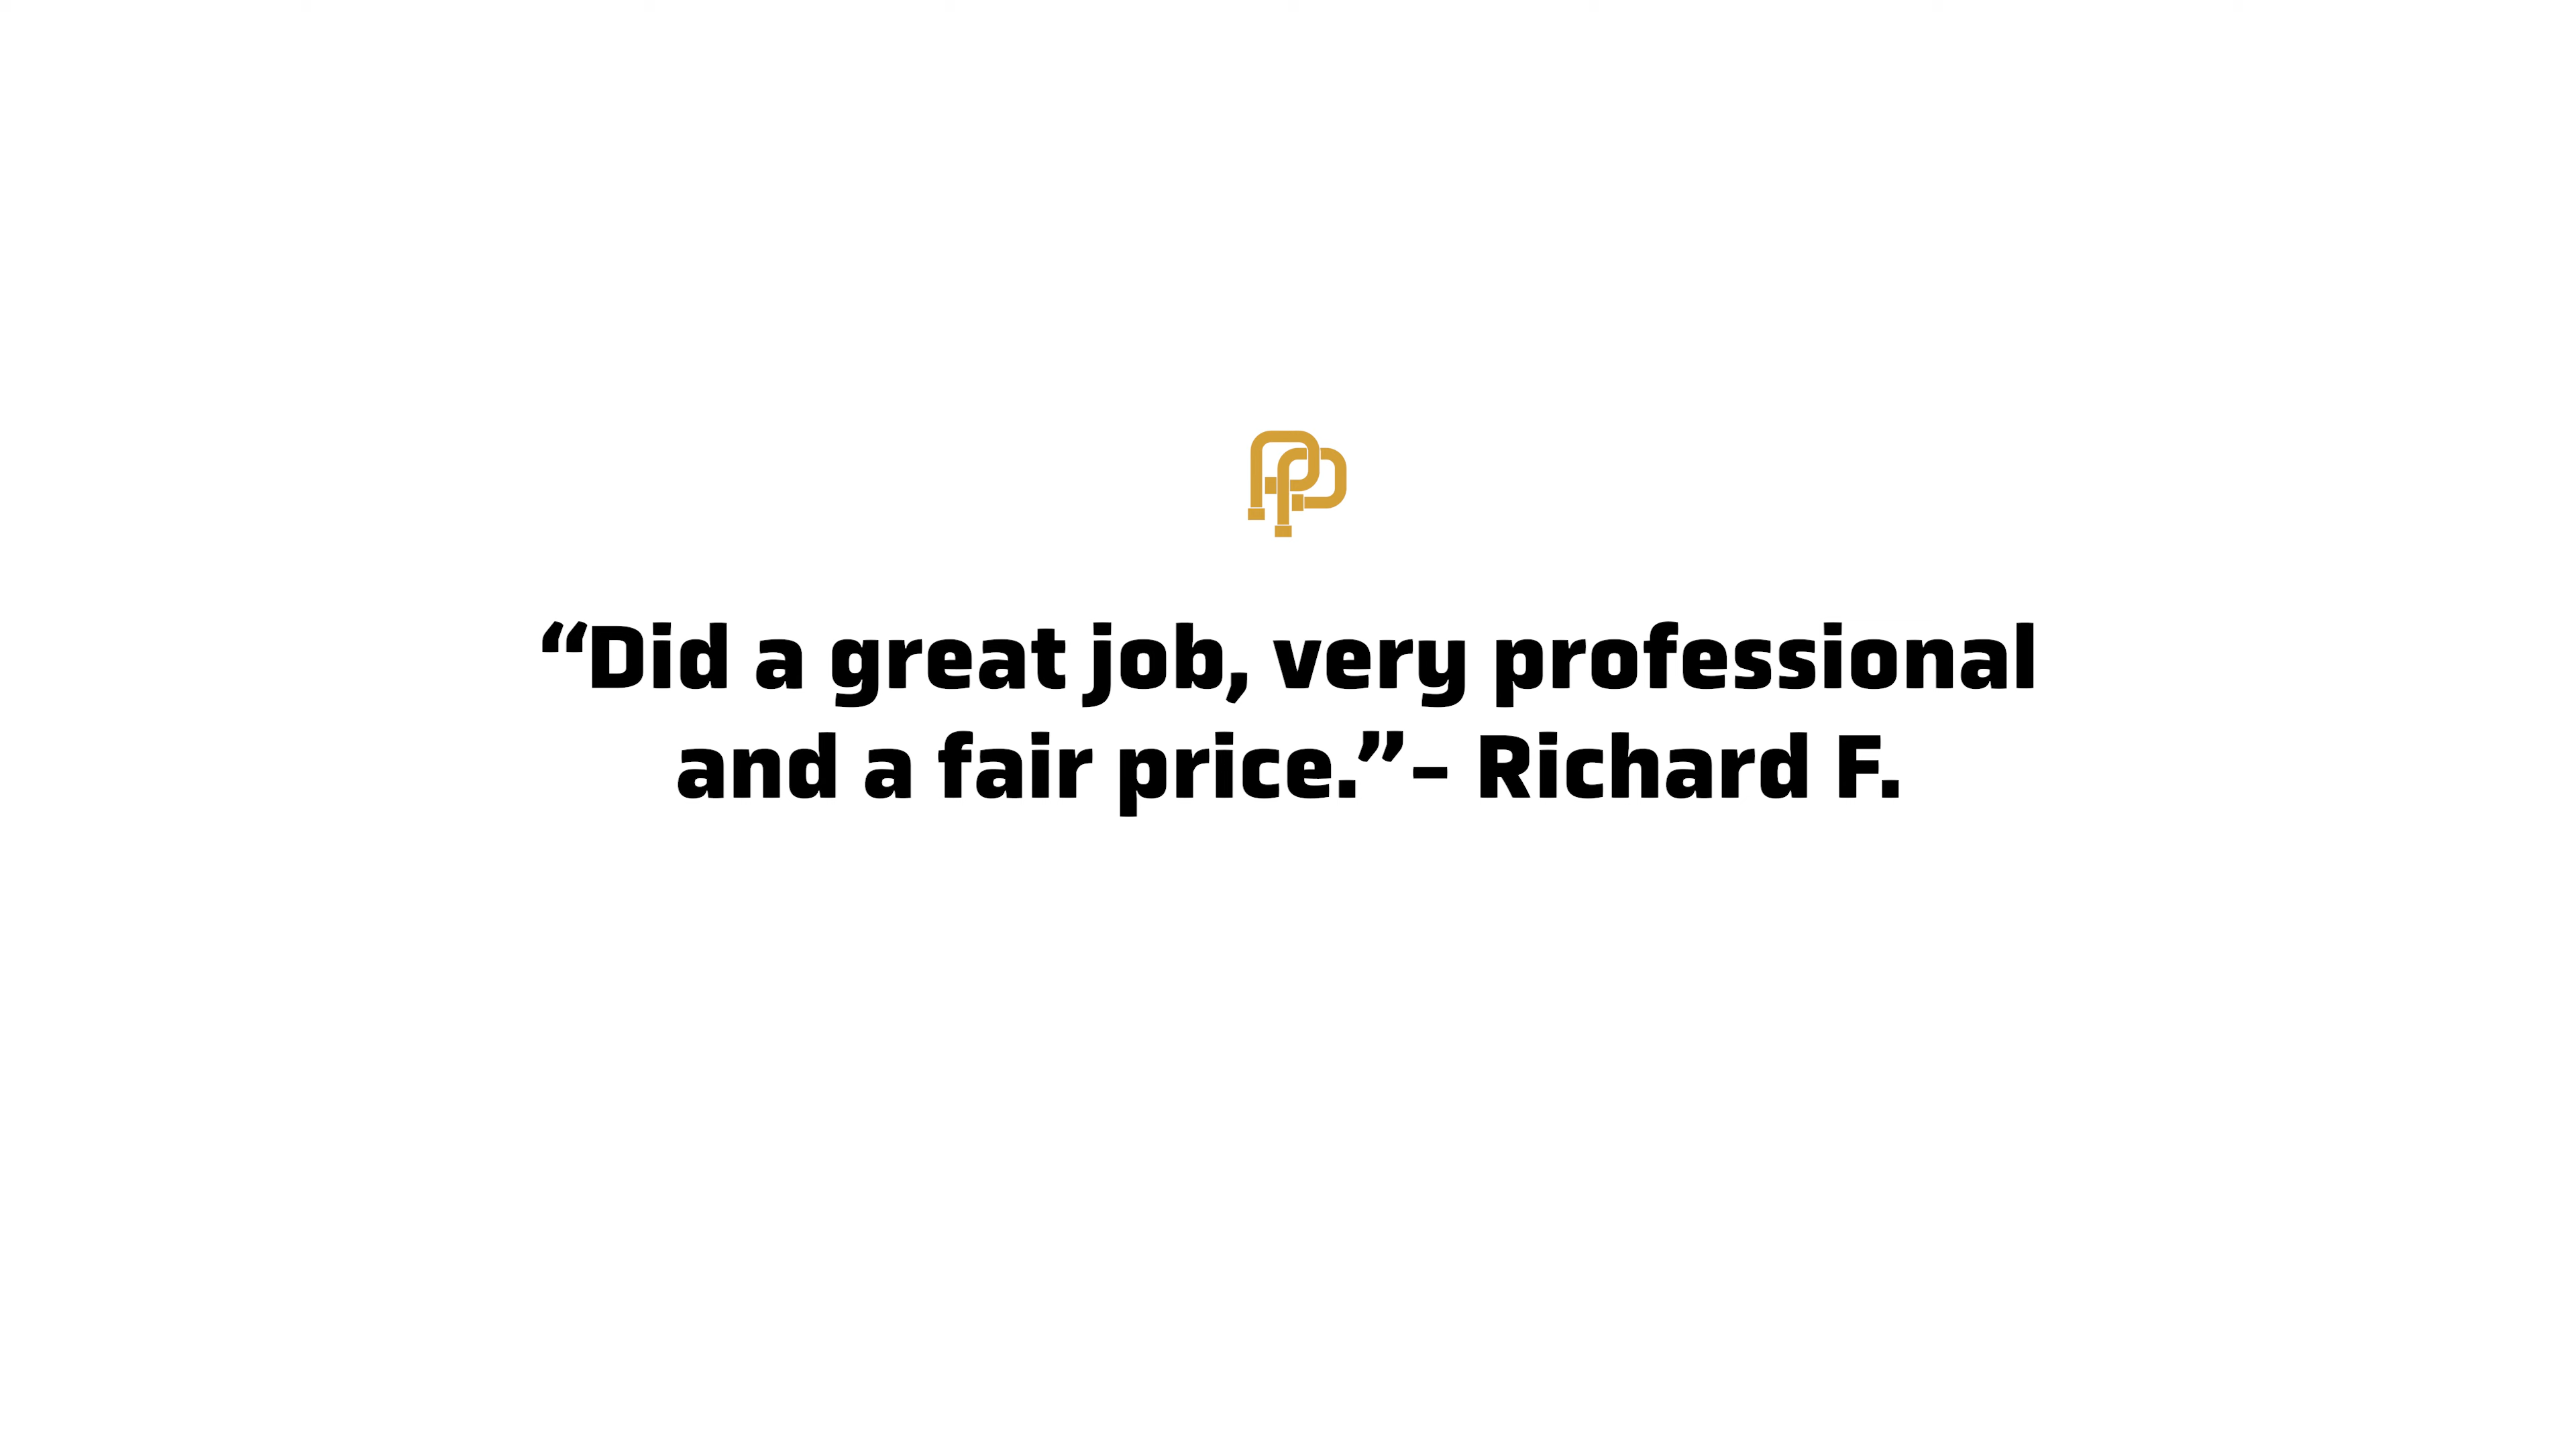 “Did a great job, very professional
and a fair price.”– Richard F.